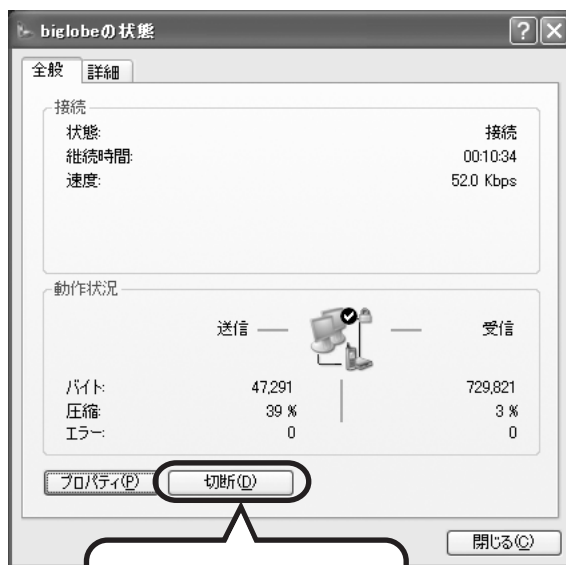 biglobeの状態
全般 詳細
接続
状態: 接続
継続時間: 00:10:34
速度: 52.0 Kbps
動作状況
送信 受信
バイト: 47,291 729,821
圧縮: 39 % 3 %
エラー: 0 0
プロパティ(P) 切断(D)
閉じる(C)